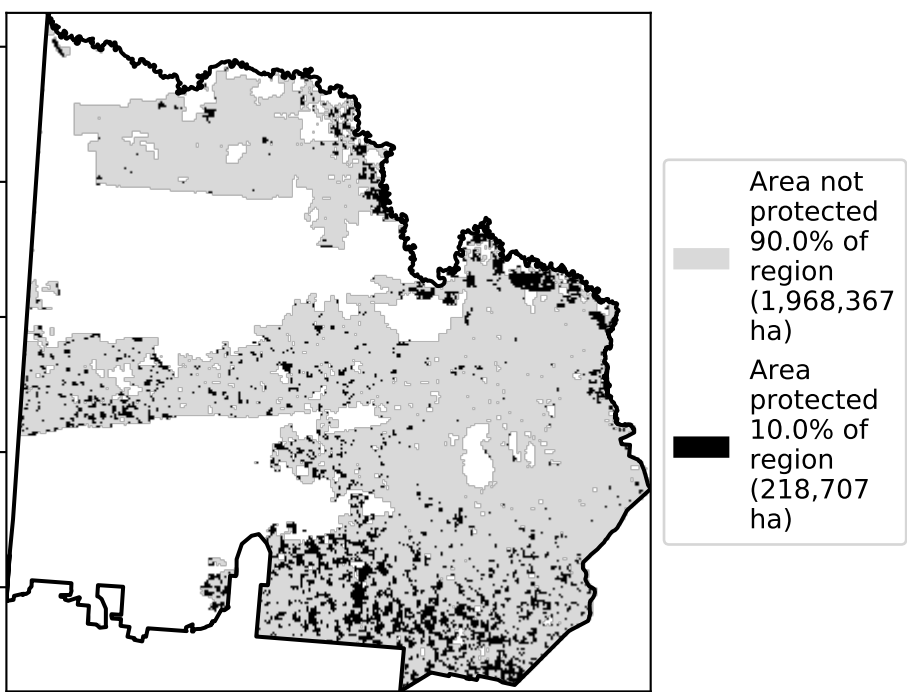 Area not
protected
90.0% of
region
(1,968,367
ha)
Area
protected
10.0% of
region
(218,707
ha)